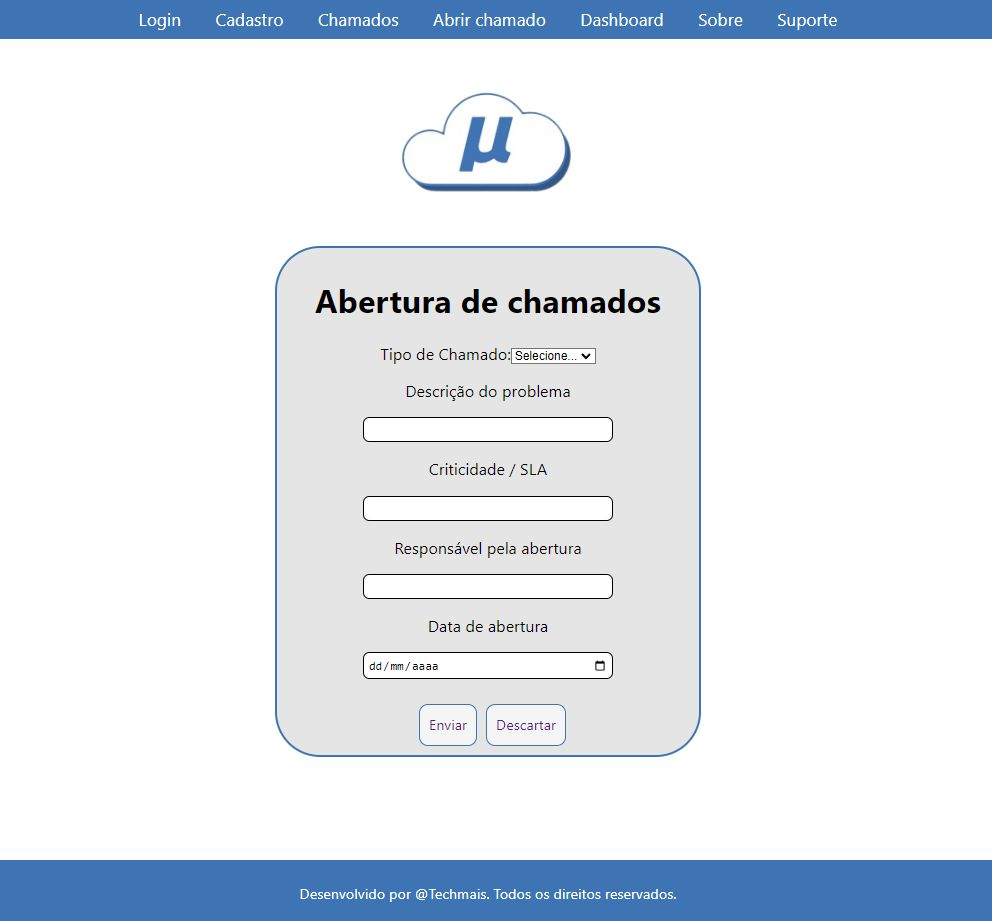 Login Cadastro Chamados Abrir chamado Dashboard Sobre Suporte
µ
Abertura de chamados
Tipo de Chamado: Selecione...
Descrição do problema
Criticidade / SLA
Responsável pela abertura
Data de abertura
dd/mm/aaaa
Enviar Descartar
Desenvolvido por @Techmais. Todos os direitos reservados.